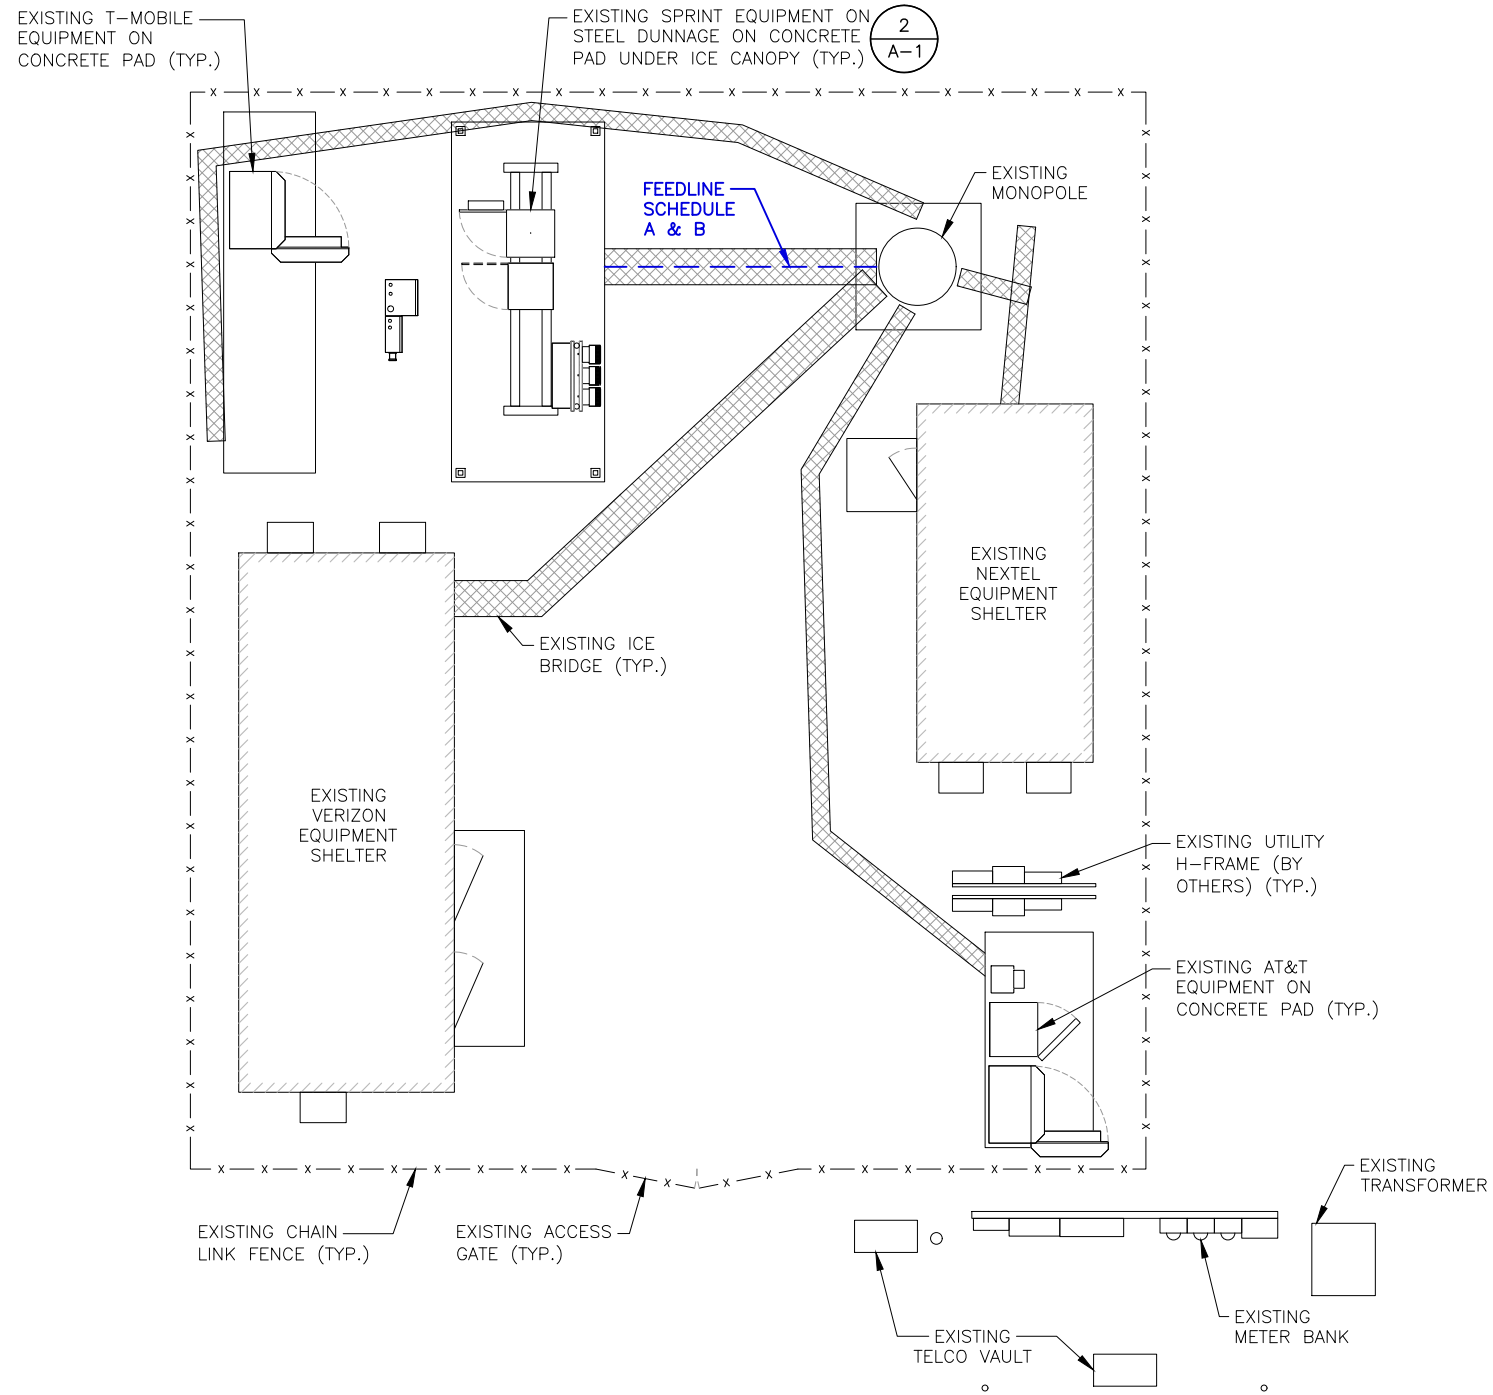 EXISTING T-MOBILE
EQUIPMENT ON
CONCRETE PAD (TYP.)
EXISTING SPRINT EQUIPMENT ON
STEEL DUNNAGE ON CONCRETE
PAD UNDER ICE CANOPY (TYP.)
2
A-1
FEEDLINE
SCHEDULE
A & B
EXISTING
MONOPOLE
EXISTING
NEXTEL
EQUIPMENT
SHELTER
EXISTING ICE
BRIDGE (TYP.)
EXISTING
VERIZON
EQUIPMENT
SHELTER
EXISTING UTILITY
H-FRAME (BY
OTHERS) (TYP.)
EXISTING AT&T
EQUIPMENT ON
CONCRETE PAD (TYP.)
EXISTING
TRANSFORMER
EXISTING CHAIN
LINK FENCE (TYP.)
EXISTING ACCESS
GATE (TYP.)
EXISTING
METER BANK
EXISTING
TELCO VAULT